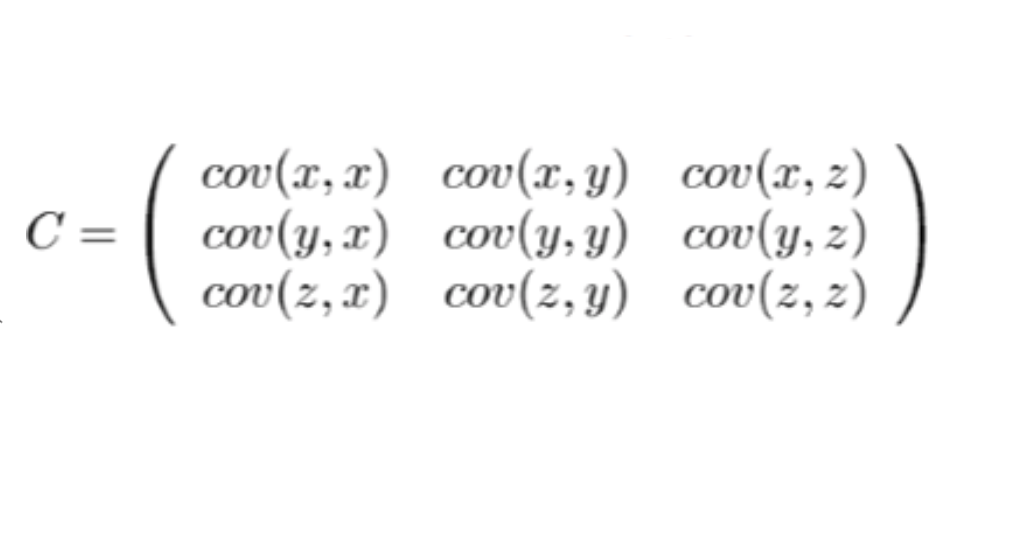 C = ( cov(x, x) cov(x, y) cov(x, z)
cov(y, x) cov(y, y) cov(y, z)
cov(z, x) cov(z, y) cov(z, z) )